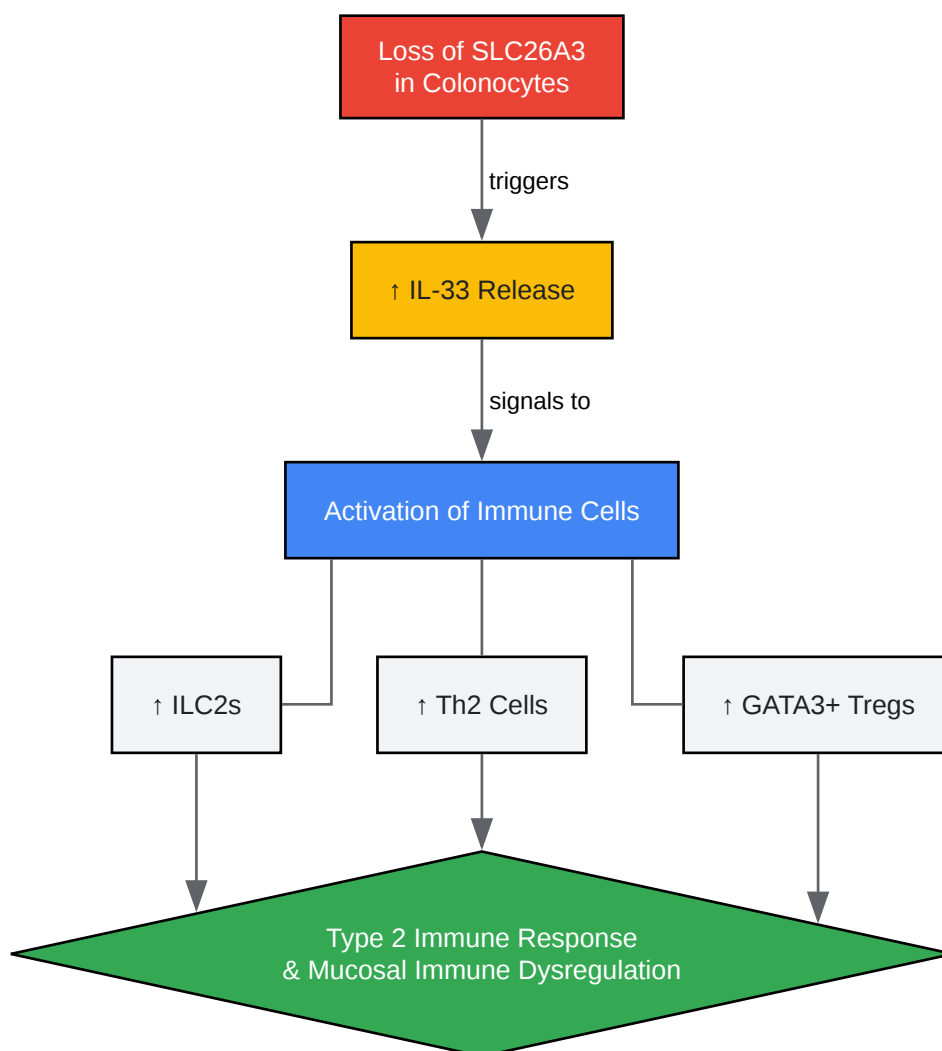 Loss of SLC26A3
in Colonocytes
triggers
↑ IL-33 Release
signals to
Activation of Immune Cells
↑ ILC2s
↑ Th2 Cells
↑ GATA3+ Tregs
Type 2 Immune Response
& Mucosal Immune Dysregulation